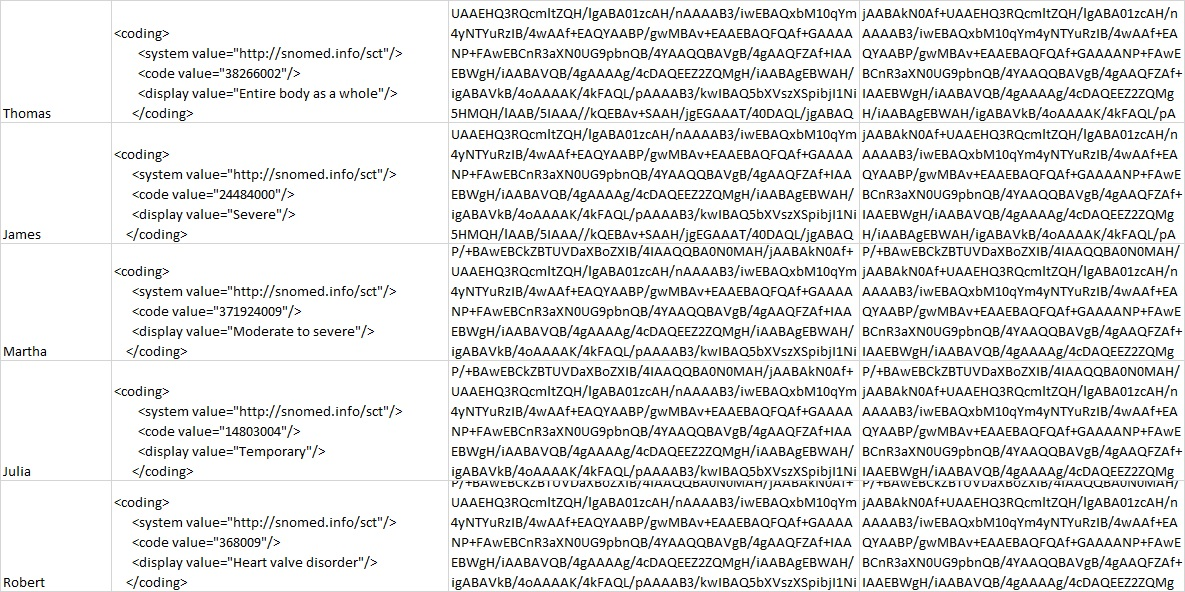 Thomas
<coding>
<system value="http://snomed.info/sct"/>
<code value="38266002"/>
<display value="Entire body as a whole"/>
</coding>
UAAEHQ3RQcmltZQH/lgABA01zcAH/nAAAAB3/iwEBAQxbM10qYm
4yNTYuRzIB/4wAAf+EAQYAABP/gwMBAv+EAAEBAQFQAf+GAAAA
NP+FAwEBCnR3aXN0UG9pbnQB/4YAAQQBAVgB/4gAAQFZAf+IAA
EBWgH/iAABAVQB/4gAAAAg/4cDAQEEZ2ZQMgH/iAABAgEBWAH/
igABAVkB/4oAAAAK/4kFAQL/pAAAAB3/kwIBAQ5bXVszXSpibjI1Ni
5HMQH/lAAB/5IAAA//kQEBAv+SAAH/jgEGAAAT/40DAQL/jgABAQ
jAABAkN0Af+UAAEHQ3RQcmltZQH/lgABA01zcAH/n
AAAAB3/iwEBAQxbM10qYm4yNTYuRzIB/4wAAf+EA
QYAABP/gwMBAv+EAAEBAQFQAf+GAAAANP+FAwE
BCnR3aXN0UG9pbnQB/4YAAQQBAVgB/4gAAQFZAf+
IAAEBWgH/iAABAVQB/4gAAAAg/4cDAQEEZ2ZQMg
H/iAABAgEBWAH/igABAVkB/4oAAAAK/4kFAQL/pA
James
<coding>
<system value="http://snomed.info/sct"/>
<code value="24484000"/>
<display value="Severe"/>
</coding>
UAAEHQ3RQcmltZQH/lgABA01zcAH/nAAAAB3/iwEBAQxbM10qYm
4yNTYuRzIB/4wAAf+EAQYAABP/gwMBAv+EAAEBAQFQAf+GAAAA
NP+FAwEBCnR3aXN0UG9pbnQB/4YAAQQBAVgB/4gAAQFZAf+IAA
EBWgH/iAABAVQB/4gAAAAg/4cDAQEEZ2ZQMgH/iAABAgEBWAH/
igABAVkB/4oAAAAK/4kFAQL/pAAAAB3/kwIBAQ5bXVszXSpibjI1Ni
5HMQH/lAAB/5IAAA//kQEBAv+SAAH/jgEGAAAT/40DAQL/jgABAQ
jAABAkN0Af+UAAEHQ3RQcmltZQH/lgABA01zcAH/n
AAAAB3/iwEBAQxbM10qYm4yNTYuRzIB/4wAAf+EA
QYAABP/gwMBAv+EAAEBAQFQAf+GAAAANP+FAwE
BCnR3aXN0UG9pbnQB/4YAAQQBAVgB/4gAAQFZAf+
IAAEBWgH/iAABAVQB/4gAAAAg/4cDAQEEZ2ZQMg
H/iAABAgEBWAH/igABAVkB/4oAAAAK/4kFAQL/pA
Martha
<coding>
<system value="http://snomed.info/sct"/>
<code value="371924009"/>
<display value="Moderate to severe"/>
</coding>
P/+BAwEBCkZBTUVDaXBoZXIB/4IAAQQBA0N0MAH/jAABAkN0Af+
UAAEHQ3RQcmltZQH/lgABA01zcAH/nAAAAB3/iwEBAQxbM10qYm
4yNTYuRzIB/4wAAf+EAQYAABP/gwMBAv+EAAEBAQFQAf+GAAAA
NP+FAwEBCnR3aXN0UG9pbnQB/4YAAQQBAVgB/4gAAQFZAf+IAA
EBWgH/iAABAVQB/4gAAAAg/4cDAQEEZ2ZQMgH/iAABAgEBWAH/
igABAVkB/4oAAAAK/4kFAQL/pAAAAB3/kwIBAQ5bXVszXSpibjI1Ni
P/+BAwEBCkZBTUVDaXBoZXIB/4IAAQQBA0N0MAH/
jAABAkN0Af+UAAEHQ3RQcmltZQH/lgABA01zcAH/n
AAAAB3/iwEBAQxbM10qYm4yNTYuRzIB/4wAAf+EA
QYAABP/gwMBAv+EAAEBAQFQAf+GAAAANP+FAwE
BCnR3aXN0UG9pbnQB/4YAAQQBAVgB/4gAAQFZAf+
IAAEBWgH/iAABAVQB/4gAAAAg/4cDAQEEZ2ZQMg
Julia
<coding>
<system value="http://snomed.info/sct"/>
<code value="14803004"/>
<display value="Temporary"/>
</coding>
P/+BAwEBCkZBTUVDaXBoZXIB/4IAAQQBA0N0MAH/jAABAkN0Af+
UAAEHQ3RQcmltZQH/lgABA01zcAH/nAAAAB3/iwEBAQxbM10qYm
4yNTYuRzIB/4wAAf+EAQYAABP/gwMBAv+EAAEBAQFQAf+GAAAA
NP+FAwEBCnR3aXN0UG9pbnQB/4YAAQQBAVgB/4gAAQFZAf+IAA
EBWgH/iAABAVQB/4gAAAAg/4cDAQEEZ2ZQMgH/iAABAgEBWAH/
igABAVkB/4oAAAAK/4kFAQL/pAAAAB3/kwIBAQ5bXVszXSpibjI1Ni
P/+BAwEBCkZBTUVDaXBoZXIB/4IAAQQBA0N0MAH/
jAABAkN0Af+UAAEHQ3RQcmltZQH/lgABA01zcAH/n
AAAAB3/iwEBAQxbM10qYm4yNTYuRzIB/4wAAf+EA
QYAABP/gwMBAv+EAAEBAQFQAf+GAAAANP+FAwE
BCnR3aXN0UG9pbnQB/4YAAQQBAVgB/4gAAQFZAf+
IAAEBWgH/iAABAVQB/4gAAAAg/4cDAQEEZ2ZQMg
Robert
<coding>
<system value="http://snomed.info/sct"/>
<code value="368009"/>
<display value="Heart valve disorder"/>
</coding>
UAAEHQ3RQcmltZQH/lgABA01zcAH/nAAAAB3/iwEBAQxbM10qYm
4yNTYuRzIB/4wAAf+EAQYAABP/gwMBAv+EAAEBAQFQAf+GAAAA
NP+FAwEBCnR3aXN0UG9pbnQB/4YAAQQBAVgB/4gAAQFZAf+IAA
EBWgH/iAABAVQB/4gAAAAg/4cDAQEEZ2ZQMgH/iAABAgEBWAH/
igABAVkB/4oAAAAK/4kFAQL/pAAAAB3/kwIBAQ5bXVszXSpibjI1Ni
jAABAkN0Af+UAAEHQ3RQcmltZQH/lgABA01zcAH/n
AAAAB3/iwEBAQxbM10qYm4yNTYuRzIB/4wAAf+EA
QYAABP/gwMBAv+EAAEBAQFQAf+GAAAANP+FAwE
BCnR3aXN0UG9pbnQB/4YAAQQBAVgB/4gAAQFZAf+
IAAEBWgH/iAABAVQB/4gAAAAg/4cDAQEEZ2ZQMg